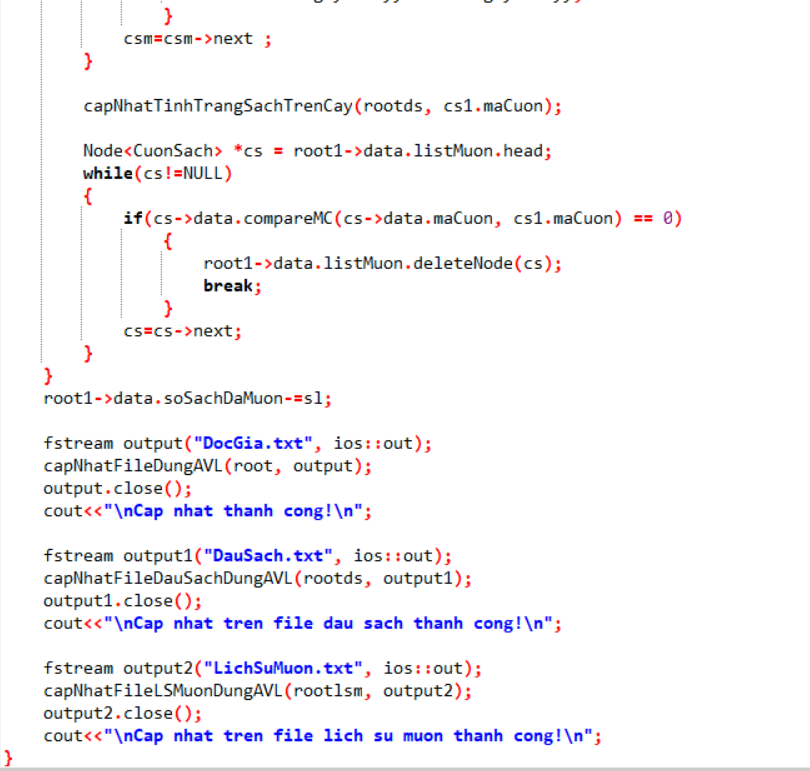 }
csm=csm->next ;
}
capNhatTinhTrangSachTrenCay(rootds, cs1.maCuon);
Node<CuonSach> *cs = root1->data.listMuon.head;
while(cs!=NULL)
{
if(cs->data.compareMC(cs->data.maCuon, cs1.maCuon) == 0)
{
root1->data.listMuon.deleteNode(cs);
break;
}
cs=cs->next;
}
}
root1->data.soSachDaMuon-=sl;
fstream output("DocGia.txt", ios::out);
capNhatFileDungAVL(root, output);
output.close();
cout<<"\nCap nhat thanh cong!\n";
fstream output1("DauSach.txt", ios::out);
capNhatFileDauSachDungAVL(rootds, output1);
output1.close();
cout<<"\nCap nhat tren file dau sach thanh cong!\n";
fstream output2("LichSuMuon.txt", ios::out);
capNhatFileLSMuonDungAVL(rootlsm, output2);
output2.close();
cout<<"\nCap nhat tren file lich su muon thanh cong!\n";
}